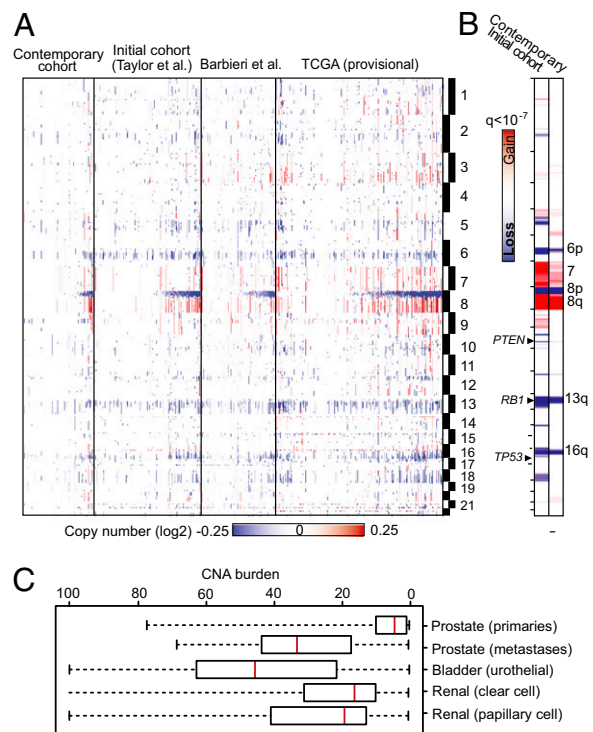 A
B
Contemporary cohort
Initial cohort (Taylor et al.)
Barbieri et al.
TCGA (provisional)
Contemporary
Initial cohort
1
2
3
4
5
6
7
8
9
10
11
12
13
14
15
16
17
18
19
21
q<10⁻⁷
Gain
Loss
6p
7
8p
8q
PTEN
RB1
13q
16q
TP53
Copy number (log2) -0.25 0 0.25
C
CNA burden
100 80 60 40 20 0
Prostate (primaries)
Prostate (metastases)
Bladder (urothelial)
Renal (clear cell)
Renal (papillary cell)